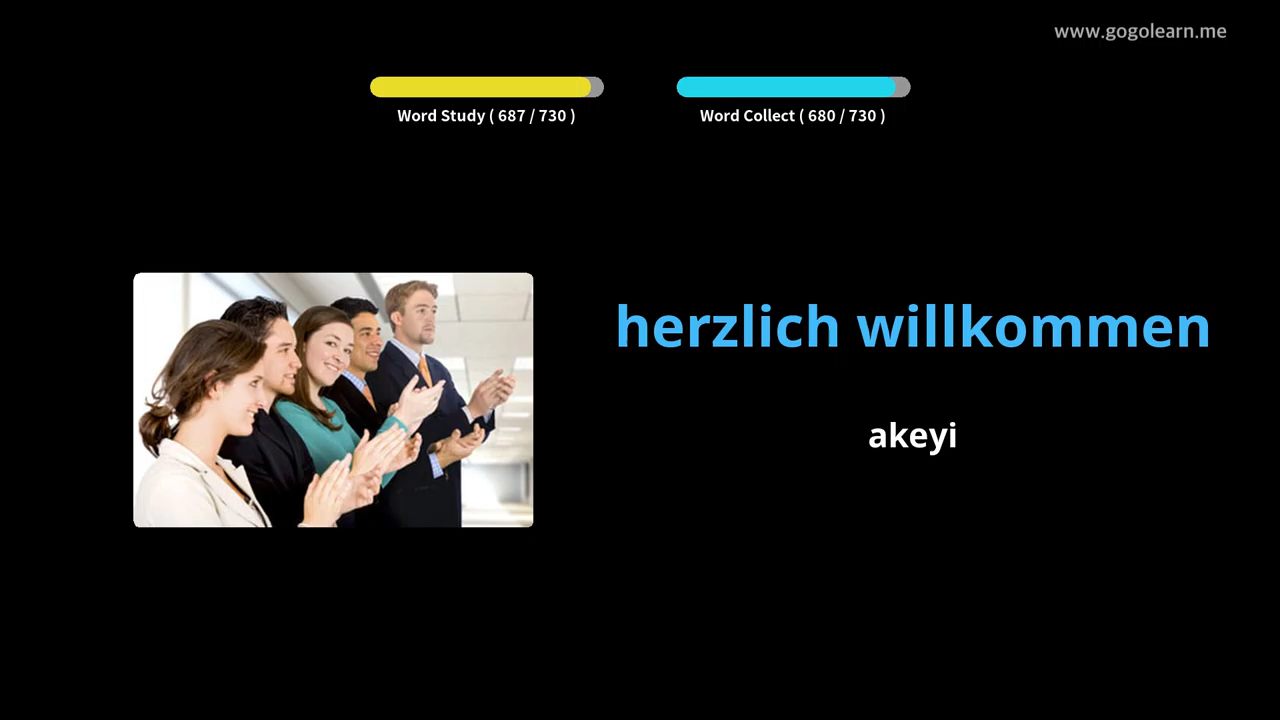 www.gogolearn.me
Word Study ( 687 / 730 )
Word Collect ( 680 / 730 )
herzlich willkommen
akeyi